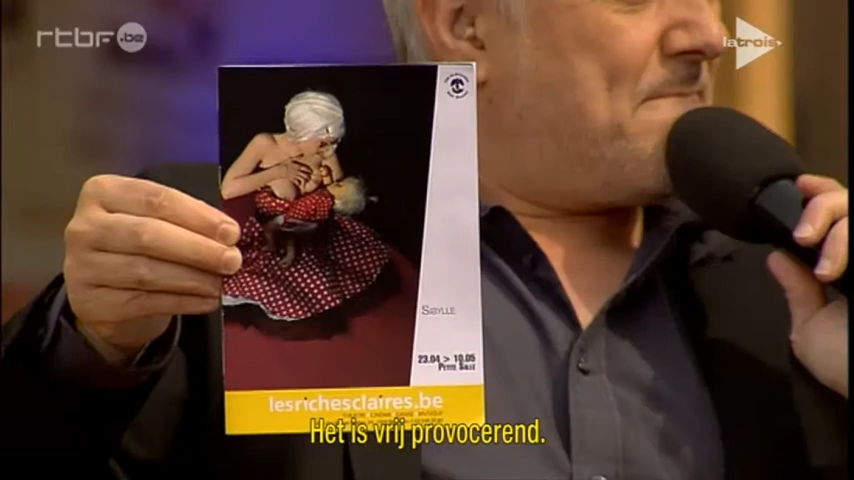 rtbf.be
latrois
SIBYLLE
23.04 > 10.05
PETITE SALLE
lesrichesclaires.be
Het is vrij provocerend.